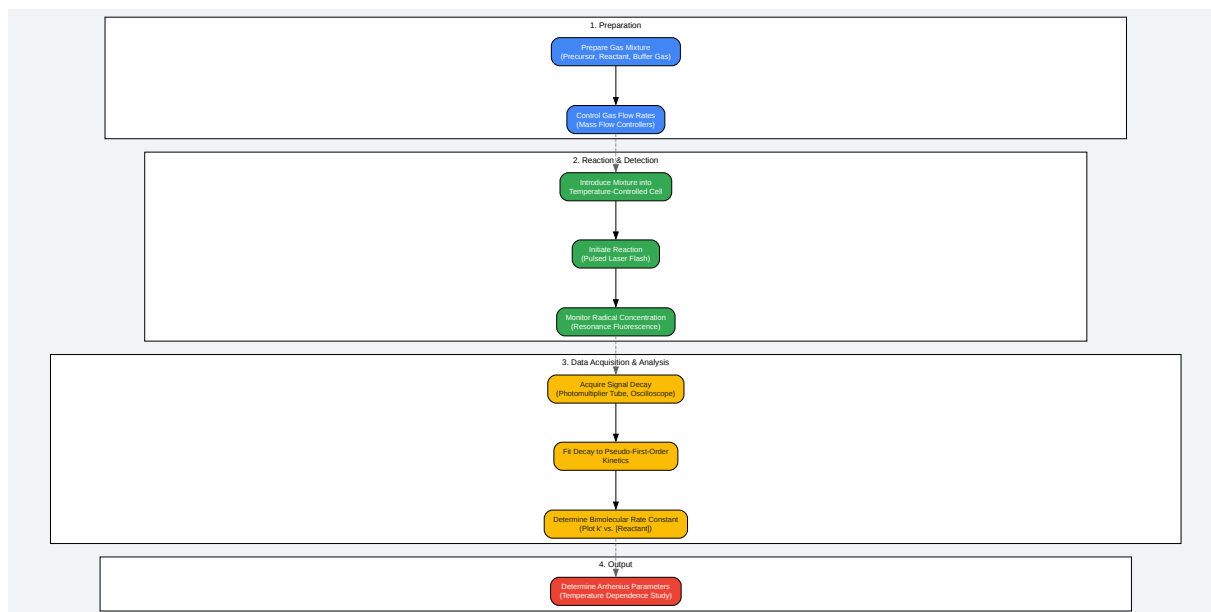 1. Preparation
Prepare Gas Mixture
(Precursor, Reactant, Buffer Gas)
Control Gas Flow Rates
(Mass Flow Controllers)
2. Reaction & Detection
Introduce Mixture into
Temperature-Controlled Cell
Initiate Reaction
(Pulsed Laser Flash)
Monitor Radical Concentration
(Resonance Fluorescence)
3. Data Acquisition & Analysis
Acquire Signal Decay
(Photomultiplier Tube, Oscilloscope)
Fit Decay to Pseudo-First-Order
Kinetics
Determine Bimolecular Rate Constant
(Plot k' vs. [Reactant])
4. Output
Determine Arrhenius Parameters
(Temperature Dependence Study)